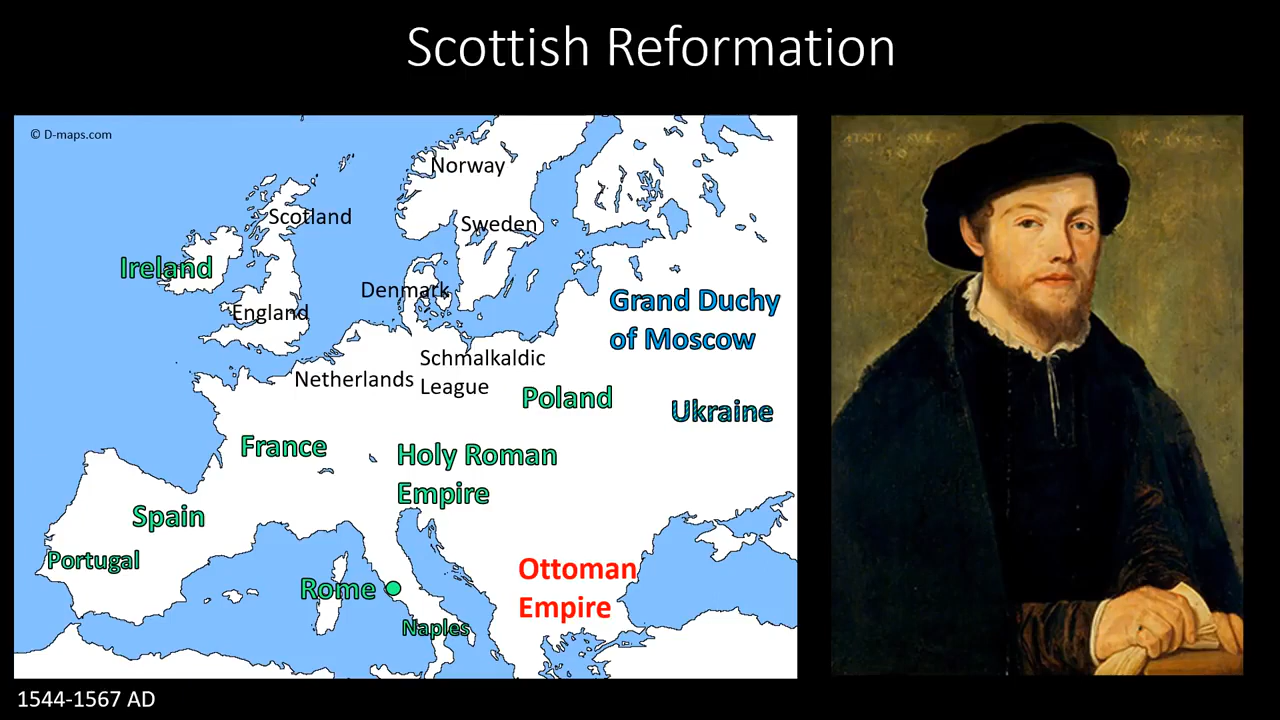 Scottish Reformation
© D-maps.com
Norway
Scotland
Sweden
Ireland
Denmark
England
Grand Duchy
of Moscow
Schmalkaldic
League
Netherlands
Poland
Ukraine
France
Holy Roman
Empire
Spain
Portugal
Ottoman
Empire
Rome
Naples
1544-1567 AD